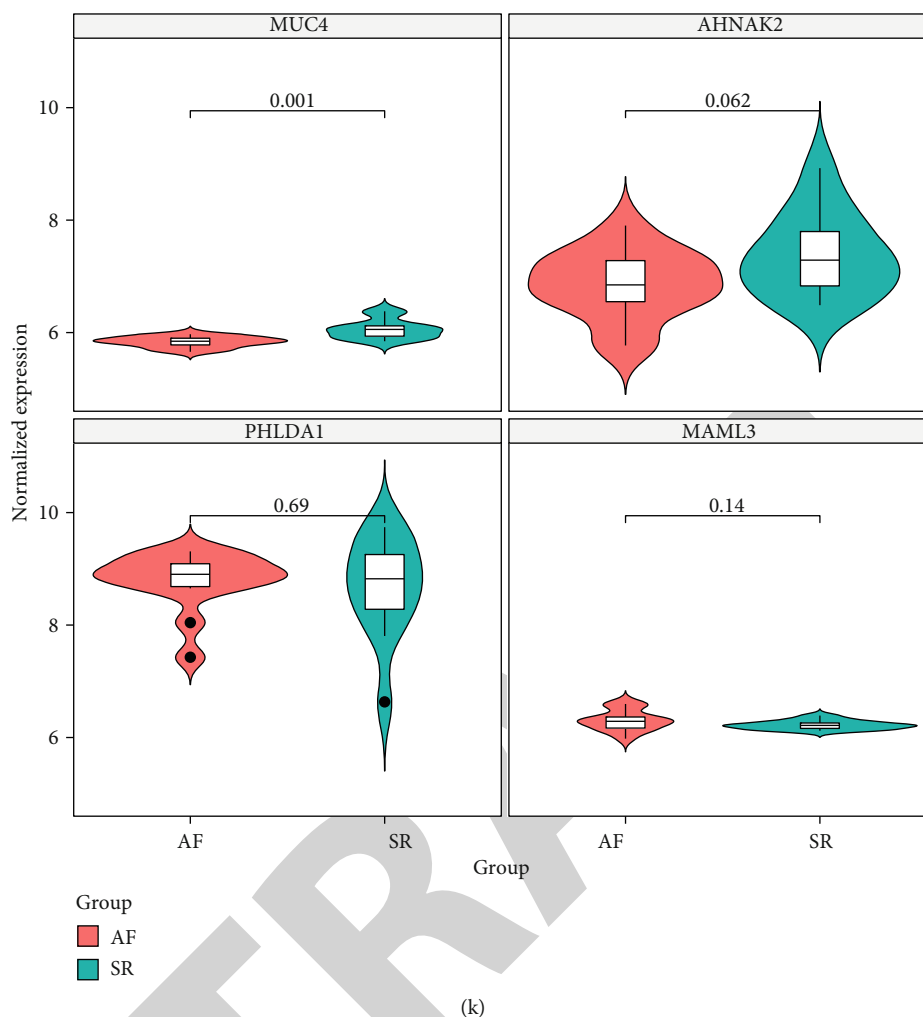 MUC4
AHNAK2
10
8
6
0.001
0.062
Normalized expression
PHLDA1
MAML3
10
8
6
0.69
0.14
AF
SR
AF
SR
Group
Group
AF
SR
(k)